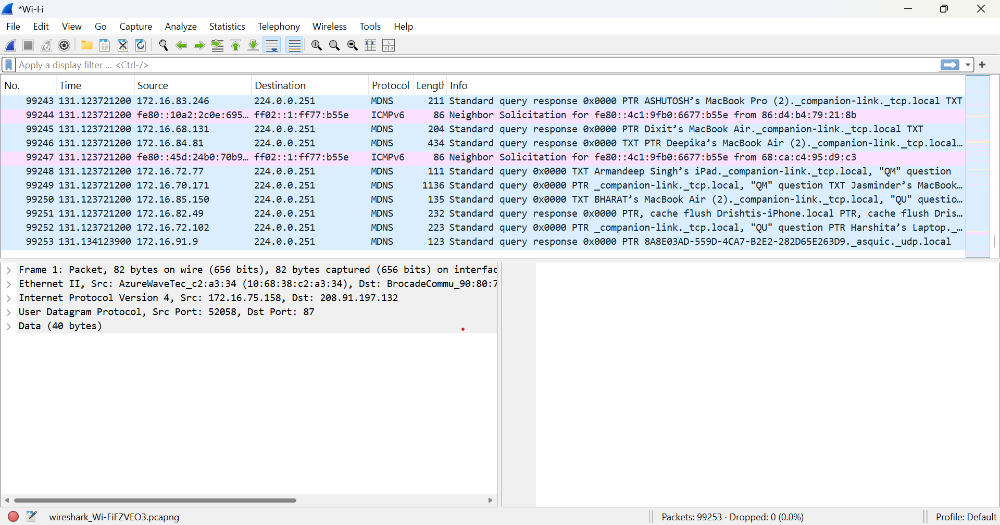 *Wi-Fi
File Edit View Go Capture Analyze Statistics Telephony Wireless Tools Help
Apply a display filter ... <Ctrl-/>
No. Time Source Destination Protocol Length Info
99243 131.123721200 172.16.83.246 224.0.0.251 MDNS 211 Standard query response 0x0000 PTR ASHUTOSH’s MacBook Pro (2)._companion-link._tcp.local TXT
99244 131.123721200 fe80::10a2:2c0e:695… ff02::1:ff77:b55e ICMPv6 86 Neighbor Solicitation for fe80::4c1:9fb0:6677:b55e from 86:d4:b4:79:21:8b
99245 131.123721200 172.16.68.131 224.0.0.251 MDNS 204 Standard query response 0x0000 PTR Dixit’s MacBook Air._companion-link._tcp.local TXT
99246 131.123721200 172.16.84.81 224.0.0.251 MDNS 434 Standard query response 0x0000 TXT PTR Deepika’s MacBook Air (2)._companion-link._tcp.local…
99247 131.123721200 fe80::45d:24b0:70b9… ff02::1:ff77:b55e ICMPv6 86 Neighbor Solicitation for fe80::4c1:9fb0:6677:b55e from 68:ca:c4:95:d9:c3
99248 131.123721200 172.16.72.77 224.0.0.251 MDNS 111 Standard query 0x0000 TXT Armandeep Singh’s iPad._companion-link._tcp.local, "QM" question
99249 131.123721200 172.16.70.171 224.0.0.251 MDNS 1136 Standard query 0x0000 PTR _companion-link._tcp.local, "QM" question TXT Jasminder’s MacBook…
99250 131.123721200 172.16.85.150 224.0.0.251 MDNS 135 Standard query 0x0000 TXT BHARAT’s MacBook Air (2)._companion-link._tcp.local, "QU" questio…
99251 131.123721200 172.16.82.49 224.0.0.251 MDNS 232 Standard query response 0x0000 PTR, cache flush Drishtis-iPhone.local PTR, cache flush Dris…
99252 131.123721200 172.16.72.102 224.0.0.251 MDNS 223 Standard query 0x0000 PTR _companion-link._tcp.local, "QU" question PTR Harshita’s Laptop._…
99253 131.134123900 172.16.91.9 224.0.0.251 MDNS 123 Standard query response 0x0000 PTR 8A8E03AD-559D-4CA7-B2E2-282D65E263D9._asquic._udp.local
Frame 1: Packet, 82 bytes on wire (656 bits), 82 bytes captured (656 bits) on interfac
Ethernet II, Src: AzureWaveTec_c2:a3:34 (10:68:38:c2:a3:34), Dst: BrocadeCommu_90:80:7
Internet Protocol Version 4, Src: 172.16.75.158, Dst: 208.91.197.132
User Datagram Protocol, Src Port: 52058, Dst Port: 87
Data (40 bytes)
wireshark_Wi-FiFZVEO3.pcapng
Packets: 99253 · Dropped: 0 (0.0%)
Profile: Default